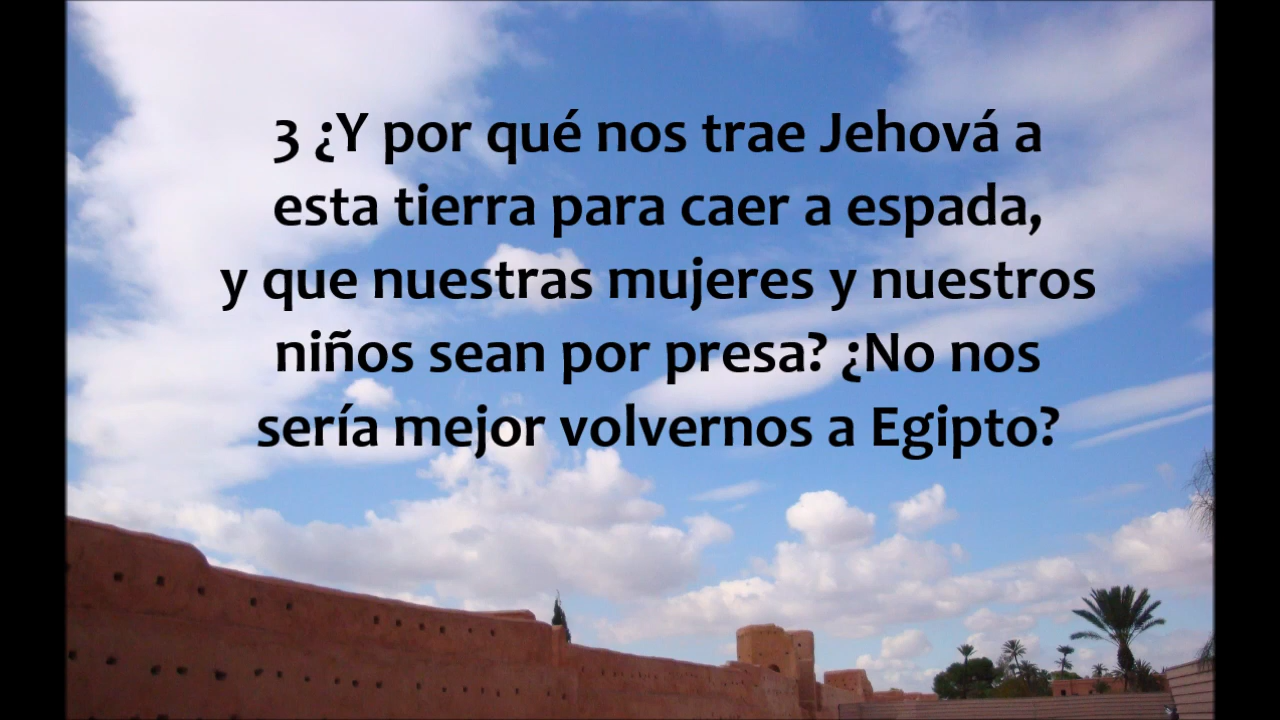 3 ¿Y por qué nos trae Jehová a
esta tierra para caer a espada,
y que nuestras mujeres y nuestros
niños sean por presa? ¿No nos
sería mejor volvernos a Egipto?